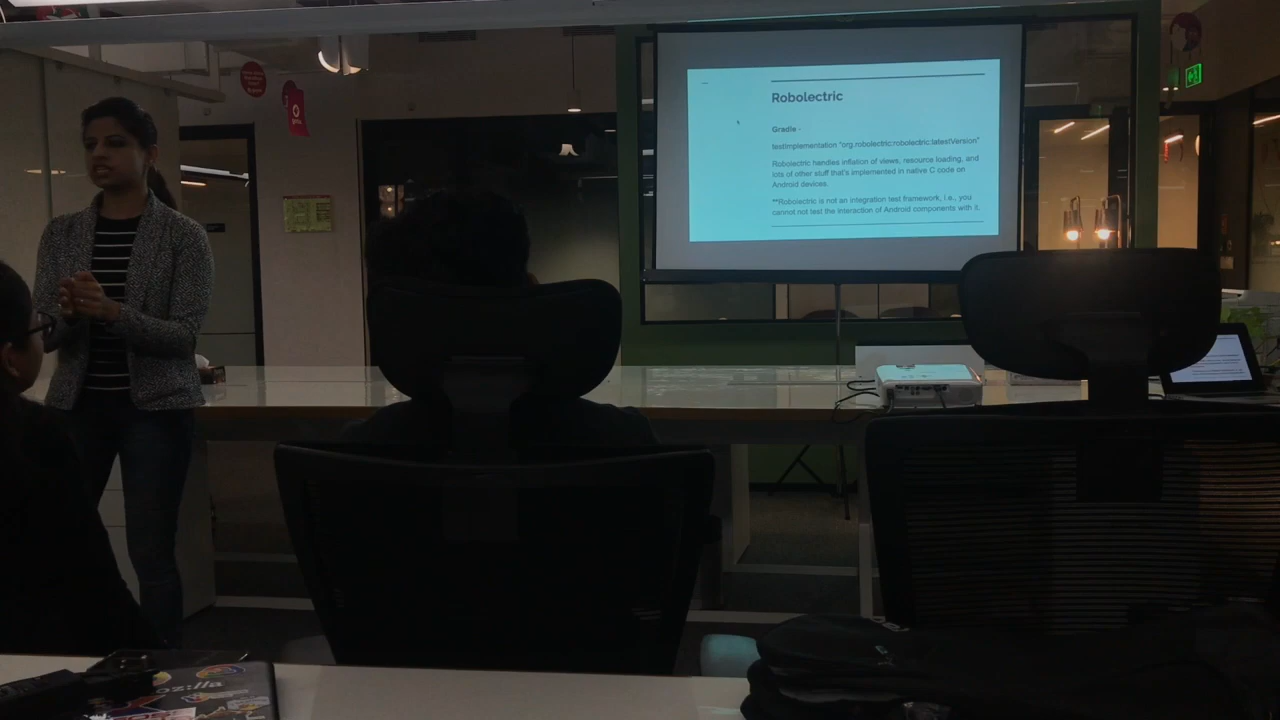 Robolectric
Gradle -
testImplementation "org.robolectric:robolectric:latestVersion"
Robolectric handles inflation of views, resource loading, and
lots of other stuff that's implemented in native C code on
Android devices.
**Robolectric is not an integration test framework, i.e., you
cannot not test the interaction of Android components with it.
moz://a